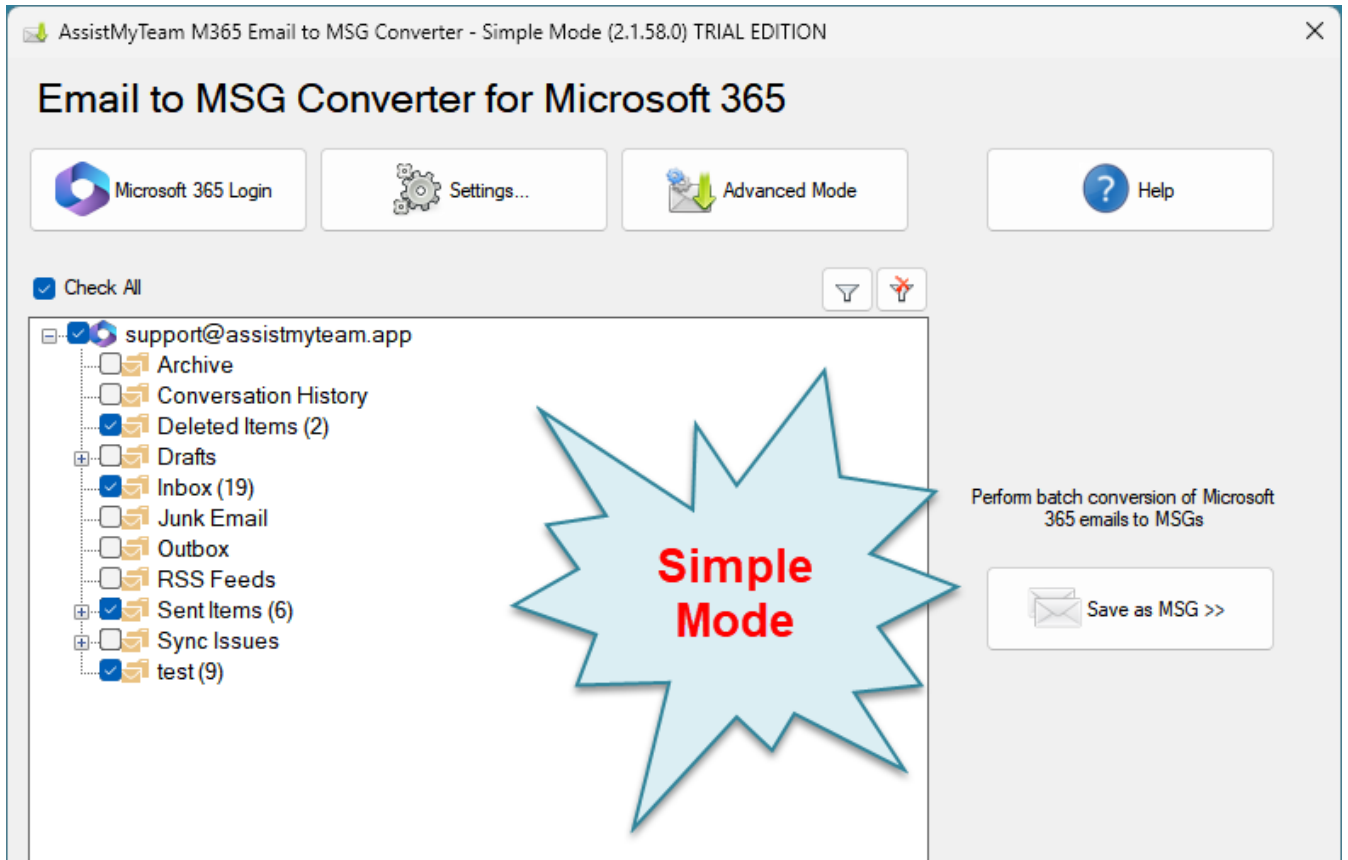 AssistMyTeam M365 Email to MSG Converter - Simple Mode (2.1.58.0) TRIAL EDITION
Email to MSG Converter for Microsoft 365
Microsoft 365 Login
Settings...
Advanced Mode
Help
Check All
support@assistmyteam.app
Archive
Conversation History
Deleted Items (2)
Drafts
Inbox (19)
Junk Email
Outbox
RSS Feeds
Sent Items (6)
Sync Issues
test (9)
Simple
Mode
Perform batch conversion of Microsoft
365 emails to MSGs
Save as MSG >>